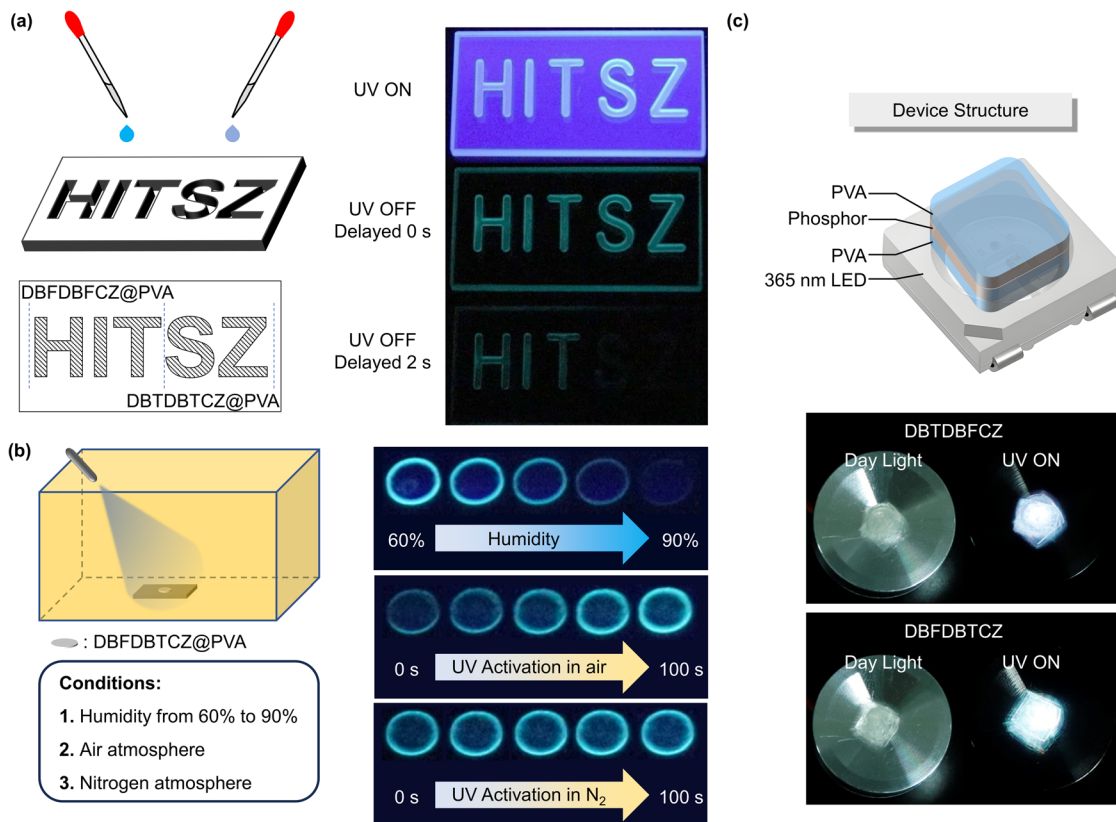 (a)
HITSZ
DBFDBFCZ@PVA
HITSZ
DBTDBTCZ@PVA
UV ON
HITSZ
UV OFF
Delayed 0 s
HITSZ
UV OFF
Delayed 2 s
HIT
(b)
: DBFDBTCZ@PVA
Conditions:
1. Humidity from 60% to 90%
2. Air atmosphere
3. Nitrogen atmosphere
60% Humidity 90%
0 s UV Activation in air 100 s
0 s UV Activation in N₂ 100 s
(c)
Device Structure
PVA
Phosphor
PVA
365 nm LED
DBTDBFCZ
Day Light UV ON
DBFDBTCZ
Day Light UV ON